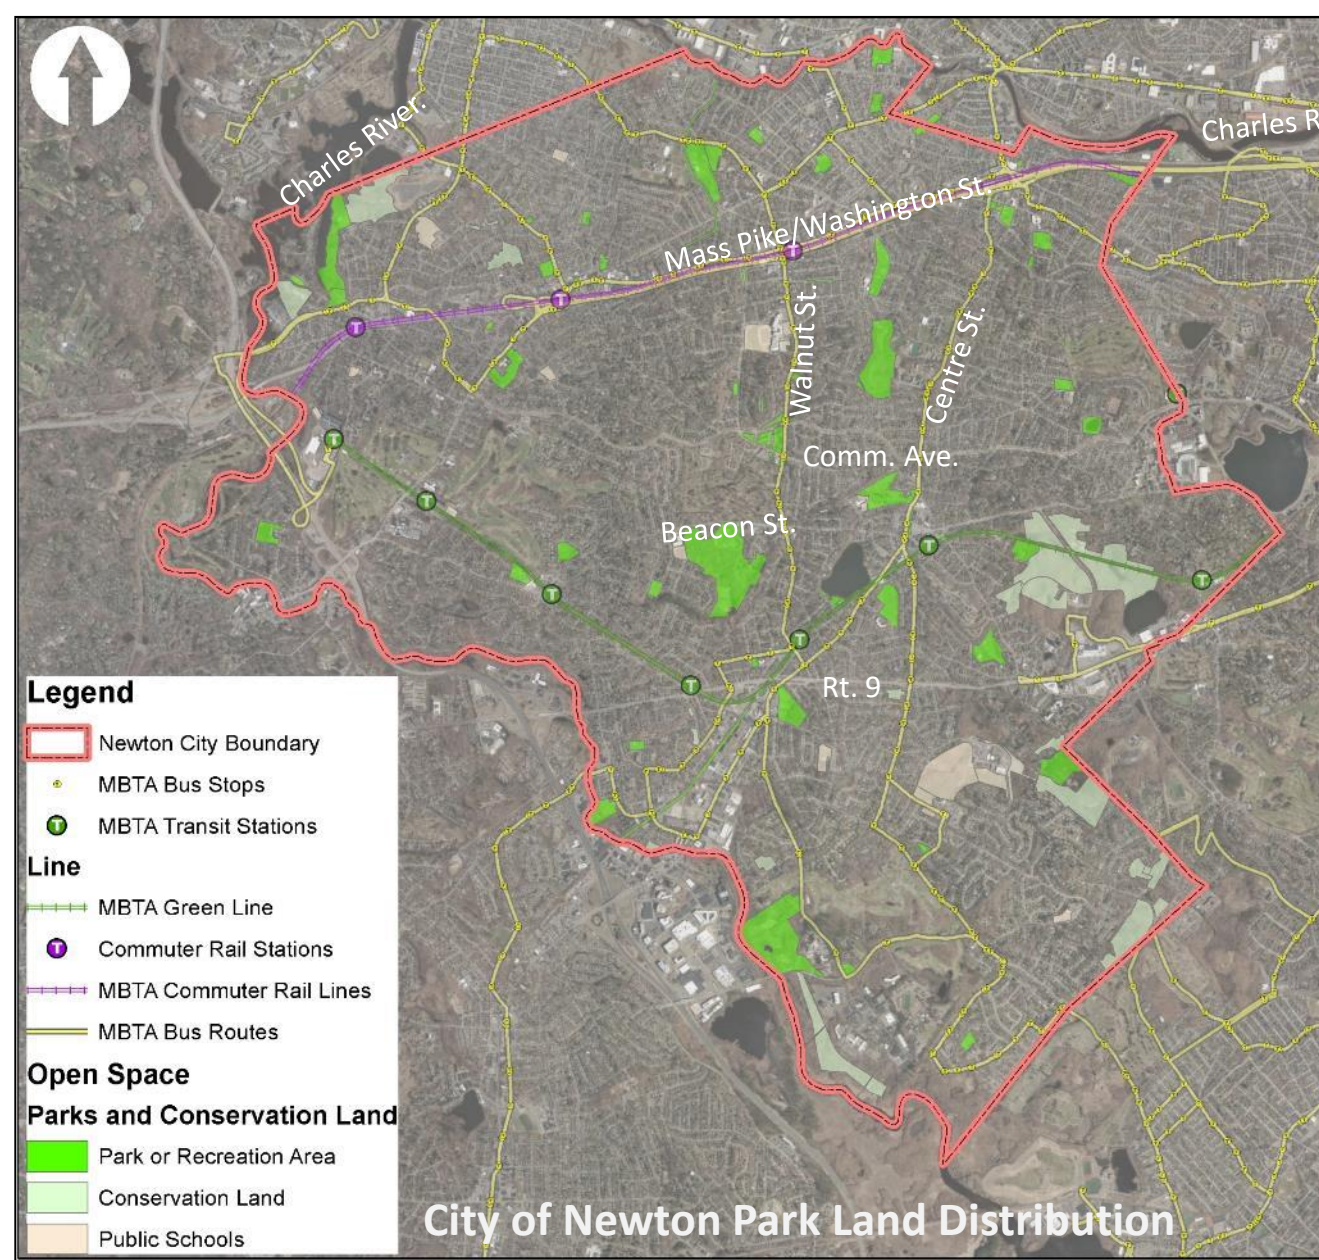 Charles River.
Charles R
Mass Pike/Washington St.
Walnut St.
Centre St.
Comm. Ave.
Beacon St.
Rt. 9
Legend
Newton City Boundary
MBTA Bus Stops
T
MBTA Transit Stations
Line
MBTA Green Line
T
Commuter Rail Stations
MBTA Commuter Rail Lines
MBTA Bus Routes
Open Space
Parks and Conservation Land
Park or Recreation Area
Conservation Land
Public Schools
City of Newton Park Land Distribution
T
T
T
T
T
T
T
T
T
T
T